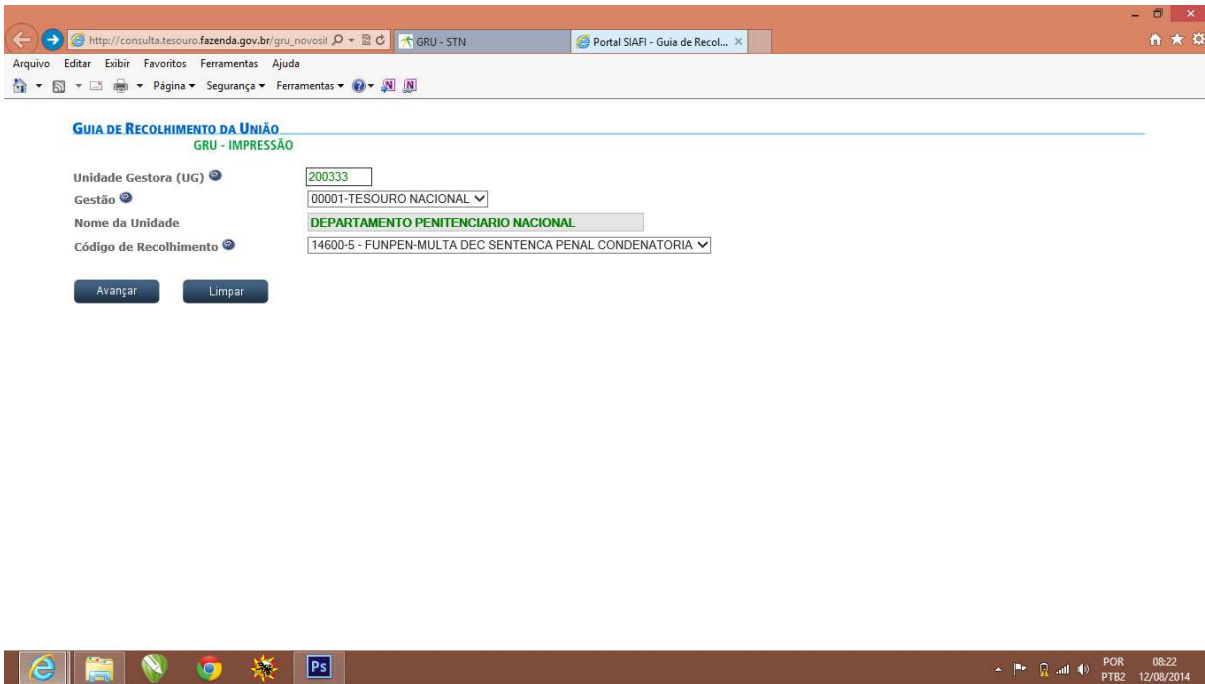 http://consulta.tesouro.fazenda.gov.br/gru_novosit
GRU - STN
Portal SIAFI - Guia de Recol...
Arquivo Editar Exibir Favoritos Ferramentas Ajuda
Página Segurança Ferramentas
GUIA DE RECOLHIMENTO DA UNIÃO
GRU - IMPRESSÃO
Unidade Gestora (UG) 200333
Gestão 00001-TESOURO NACIONAL
Nome da Unidade DEPARTAMENTO PENITENCIARIO NACIONAL
Código de Recolhimento 14600-5 - FUNPEN-MULTA DEC SENTENCA PENAL CONDENATORIA
Avançar Limpar
Ps
POR 08:22
PTB2 12/08/2014